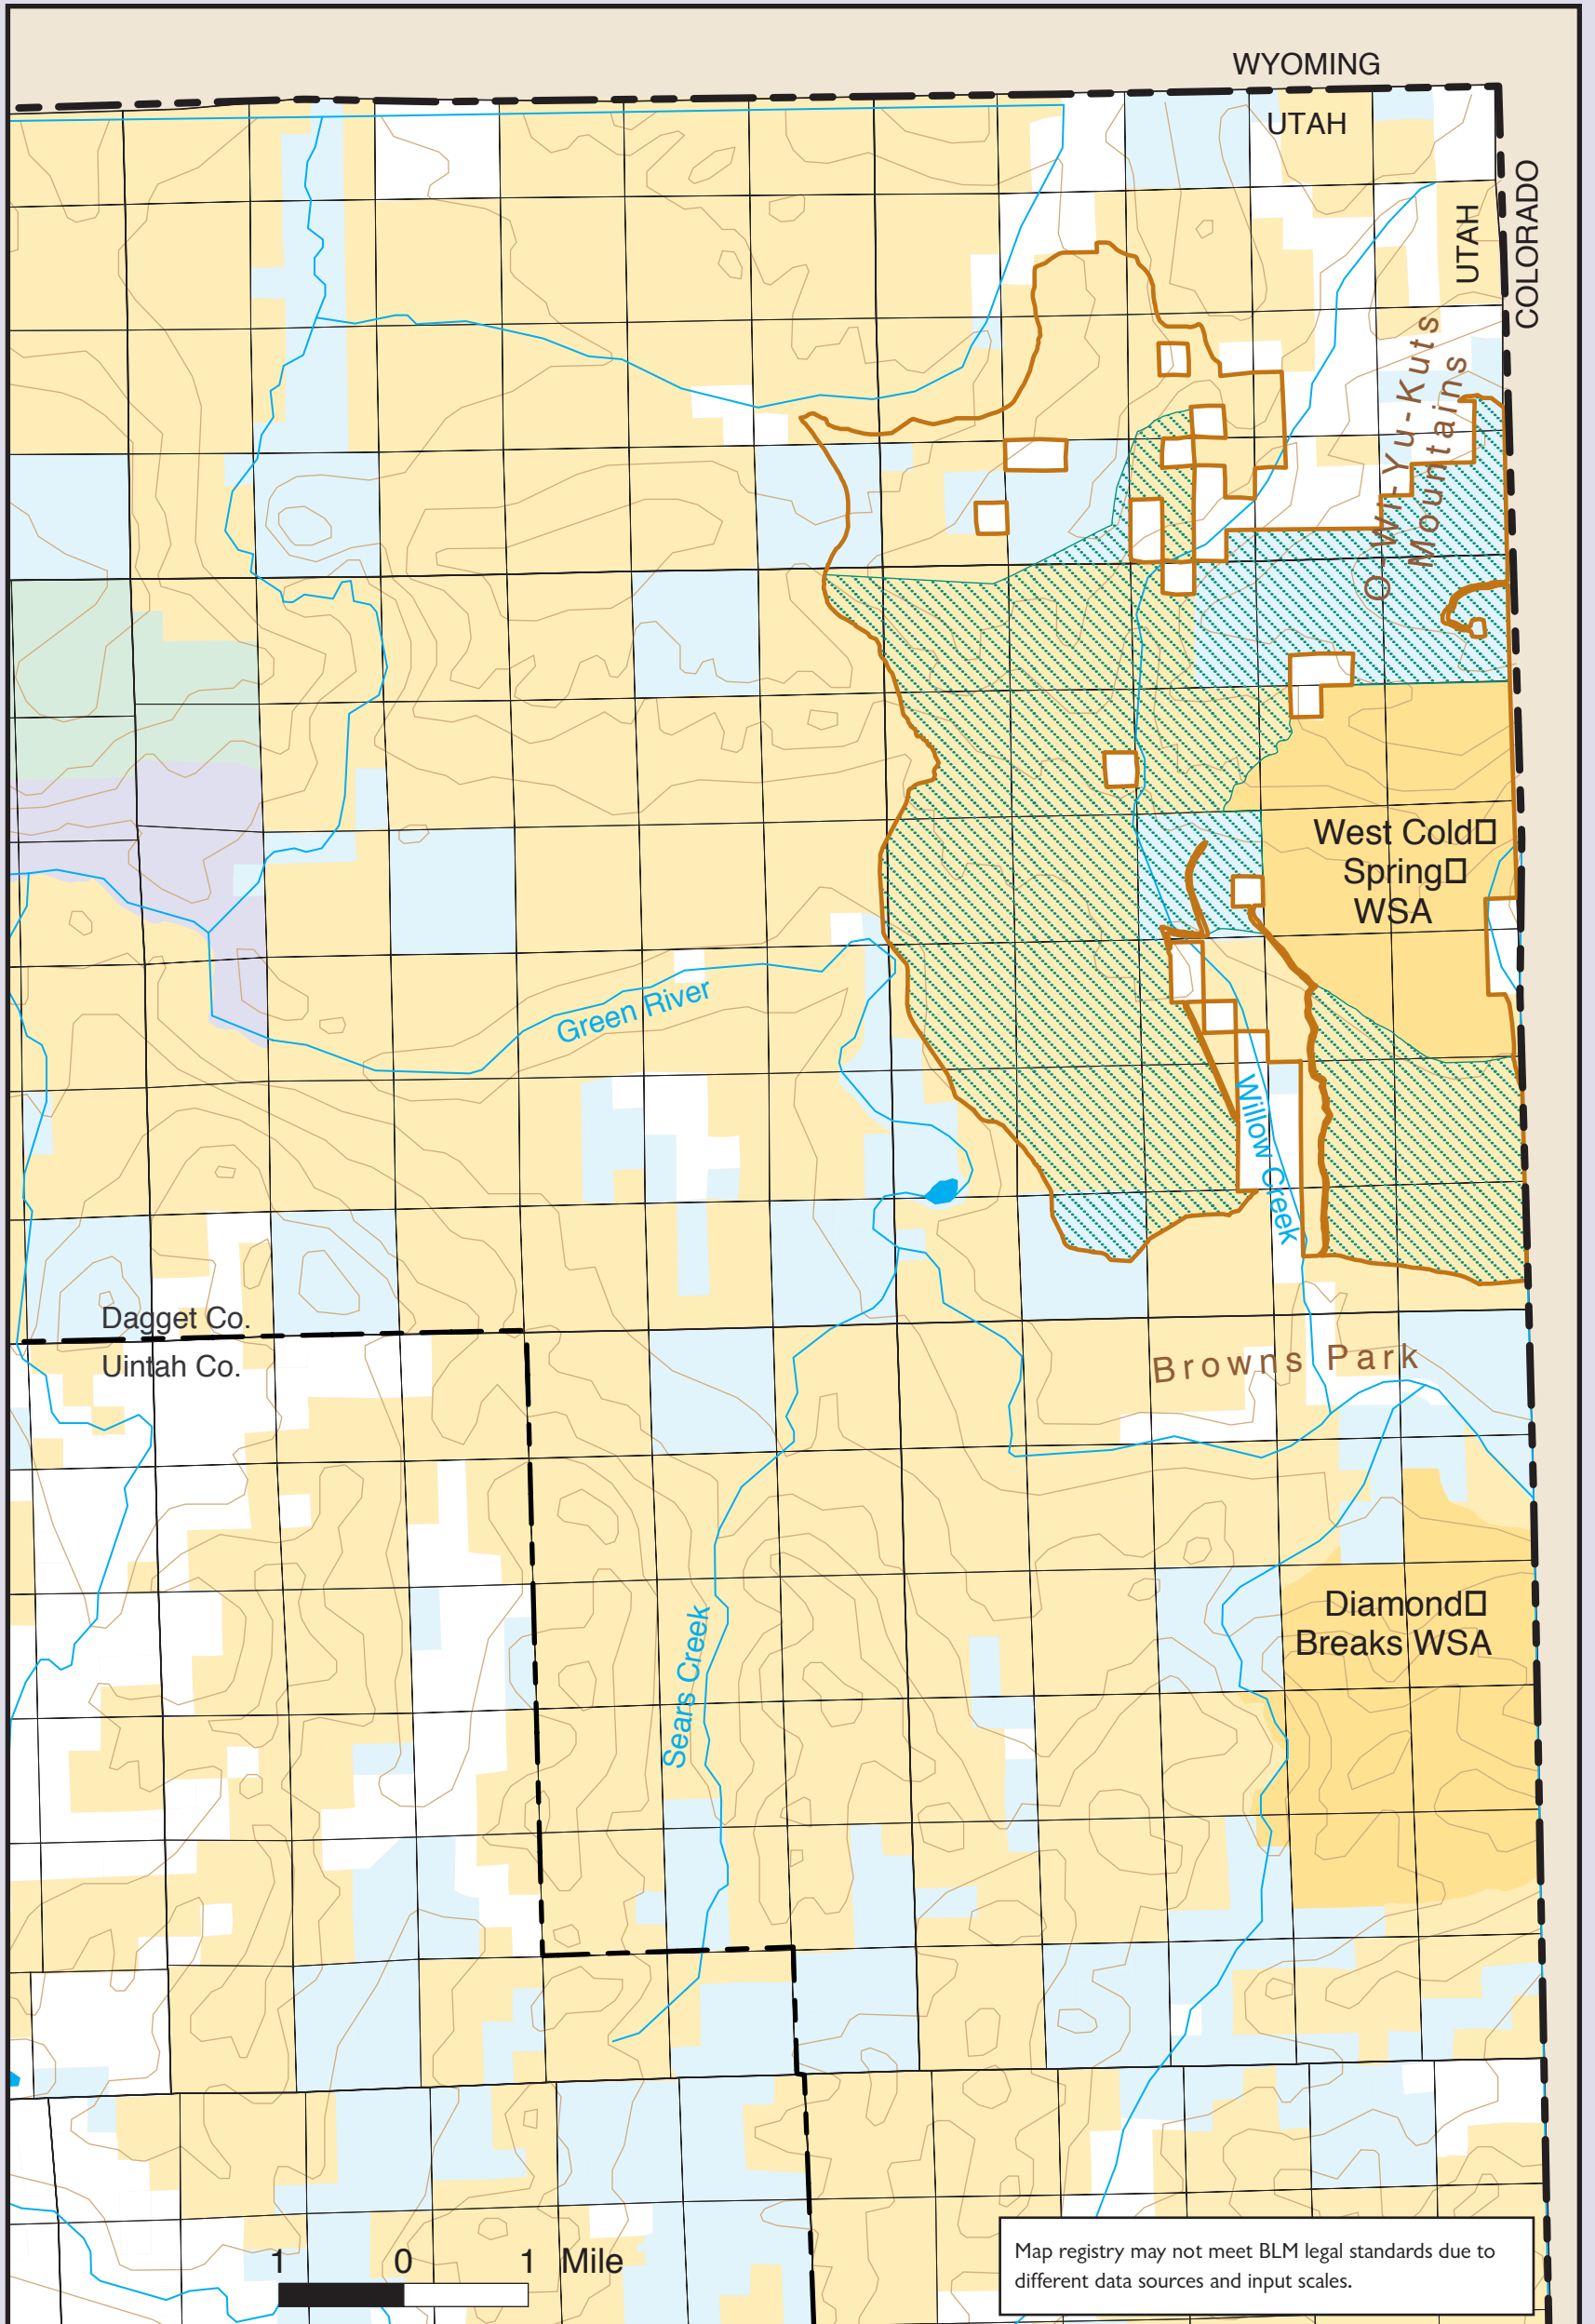 WYOMING
UTAH
UTAH
COLORADO
O-Wi-Yu-Kuts
Mountains
West Cold□
Spring□
WSA
Green River
Willow Creek
Dagget Co.
Uintah Co.
Browns Park
Diamond□
Breaks WSA
Sears Creek
1 0 1 Mile
Map registry may not meet BLM legal standards due to
different data sources and input scales.